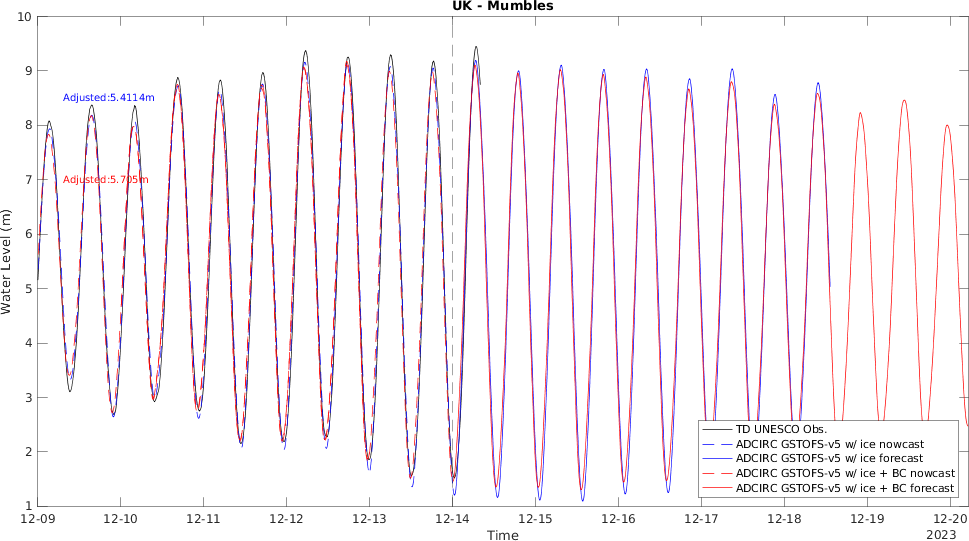 UK - Mumbles
10
9
8
7
6
5
4
3
2
1
Water Level (m)
Adjusted:5.4114m
Adjusted:5.705m
TD UNESCO Obs.
ADCIRC GSTOFS-v5 w/ ice nowcast
ADCIRC GSTOFS-v5 w/ ice forecast
ADCIRC GSTOFS-v5 w/ ice + BC nowcast
ADCIRC GSTOFS-v5 w/ ice + BC forecast
12-09 12-10 12-11 12-12 12-13 12-14 12-15 12-16 12-17 12-18 12-19 12-20
Time
2023